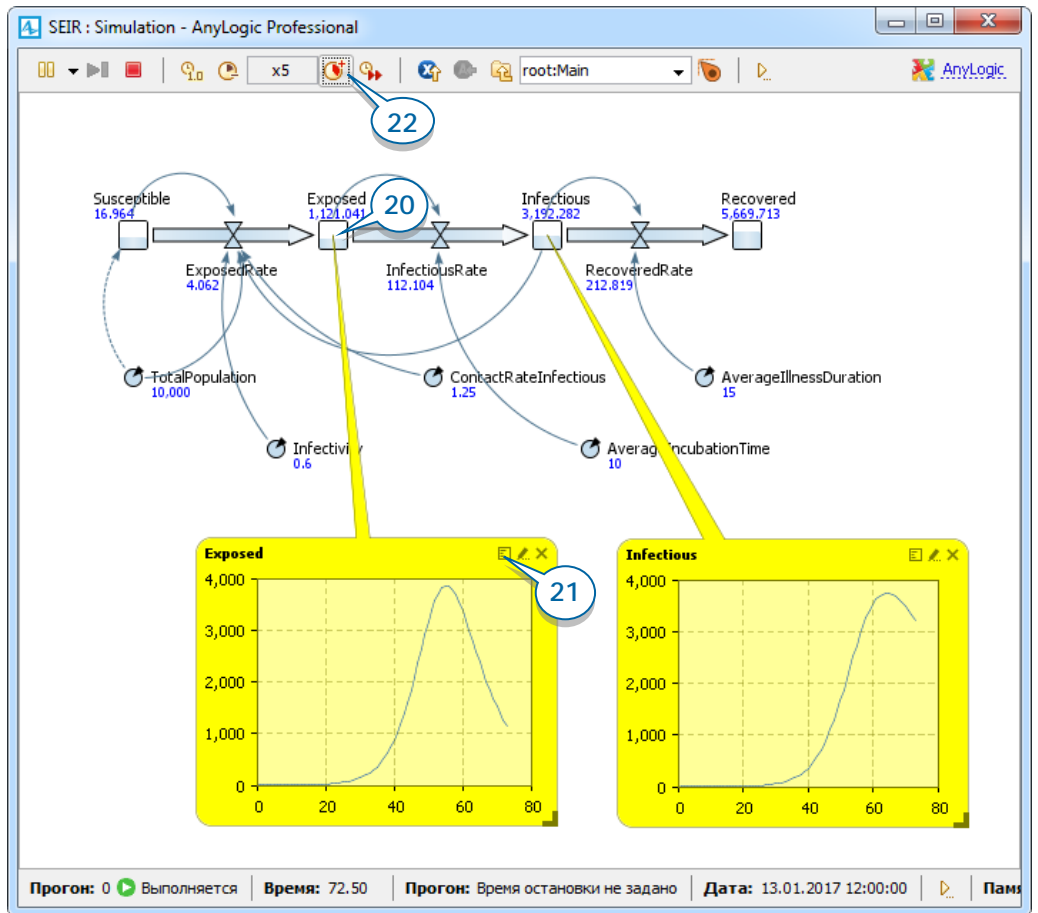 SEIR : Simulation - AnyLogic Professional
1.0 x5 root:Main AnyLogic
22
Susceptible Exposed Infectious Recovered
16.964 1,121.041 20 3,192.282 5,669.713
ExposedRate InfectiousRate RecoveredRate
4.062 112.104 212.819
TotalPopulation ContactRateInfectious AverageIllnessDuration
10,000 1.25 15
Infectivity AverageIncubationTime
0.6 10
Exposed
21
4,000
3,000
2,000
1,000
0
0 20 40 60 80
Infectious
4,000
3,000
2,000
1,000
0
0 20 40 60 80
Прогон: 0 Выполняется Время: 72.50 Прогон: Время остановки не задано Дата: 13.01.2017 12:00:00 Памя